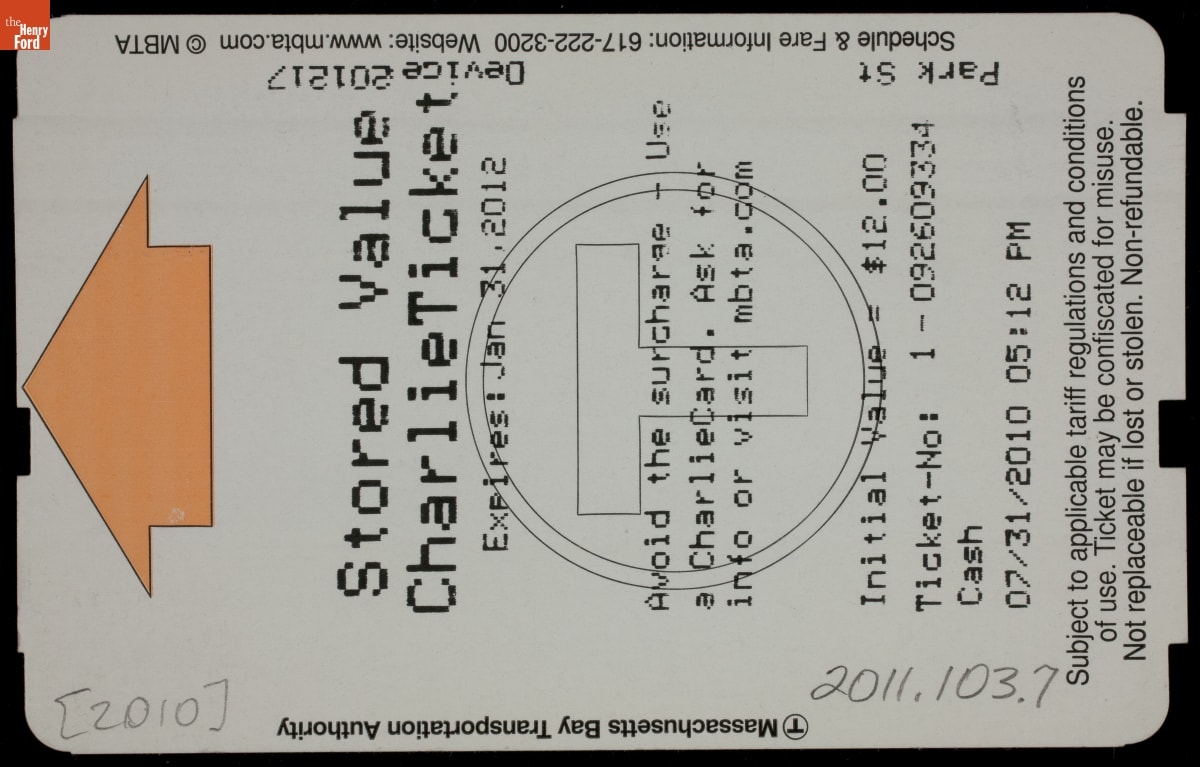 the
Henry
Ford
Schedule & Fare Information: 617-222-3200 Website: www.mbta.com © MBTA
Park St Device 201217
Stored Value
CharlieTicket
Expires:Jan 31,2012
Avoid the surcharge - Use
a CharlieCard. Ask for
info or visit mbta.com
Initial Value = $12.00
Ticket-No: 1 - 092609334
Cash
07/31/2010 05:12 PM
Subject to applicable tariff regulations and conditions
of use. Ticket may be confiscated for misuse.
Not replaceable if lost or stolen. Non-refundable.
T Massachusetts Bay Transportation Authority
[2010]
2011.103.7